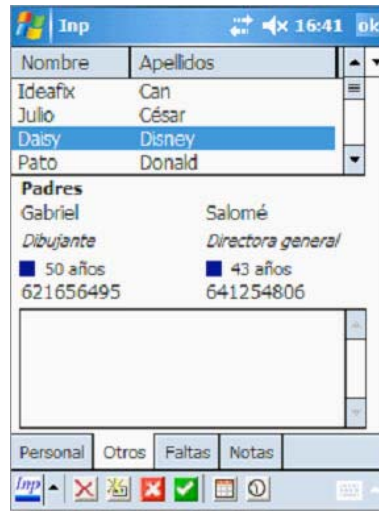 Inp 16:41 ok
Nombre Apellidos
Ideafix Can
Julio César
Daisy Disney
Pato Donald
Padres
Gabriel Salomé
Dibujante Directora general
50 años 43 años
621656495 641254806
Personal Otros Faltas Notas
Inp